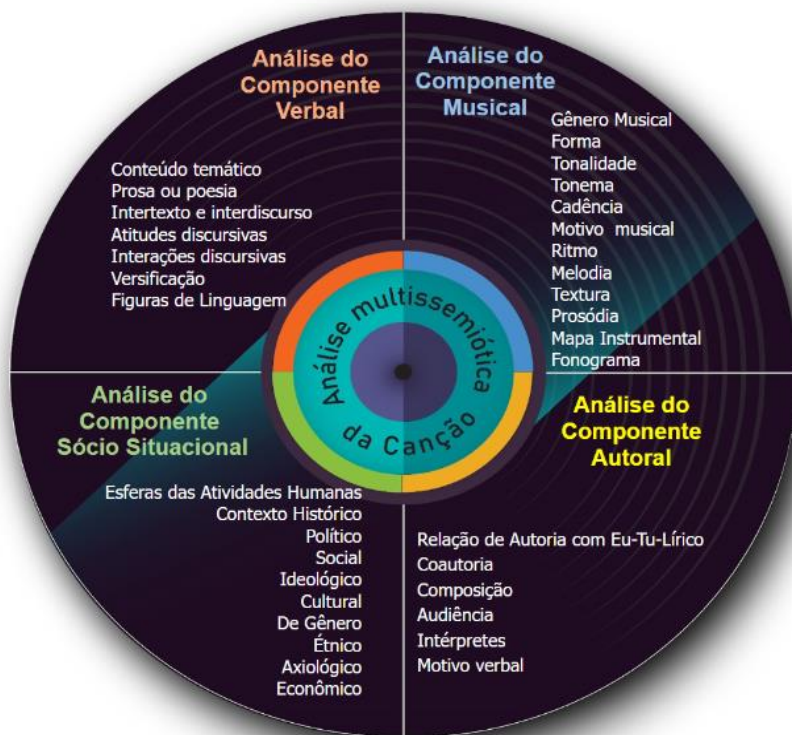 Análise do
Componente
Verbal
Conteúdo temático
Prosa ou poesia
Intertexto e interdiscurso
Atitudes discursivas
Interações discursivas
Versificação
Figuras de Linguagem
Análise do
Componente
Musical
Gênero Musical
Forma
Tonalidade
Tonema
Cadência
Motivo musical
Ritmo
Melodia
Textura
Prosódia
Mapa Instrumental
Fonograma
Análise multissemiótica
da Canção
Análise do
Componente
Sócio Situacional
Esferas das Atividades Humanas
Contexto Histórico
Político
Social
Ideológico
Cultural
De Gênero
Étnico
Axiológico
Econômico
Análise do
Componente
Autoral
Relação de Autoria com Eu-Tu-Lírico
Coautoria
Composição
Audiência
Intérpretes
Motivo verbal